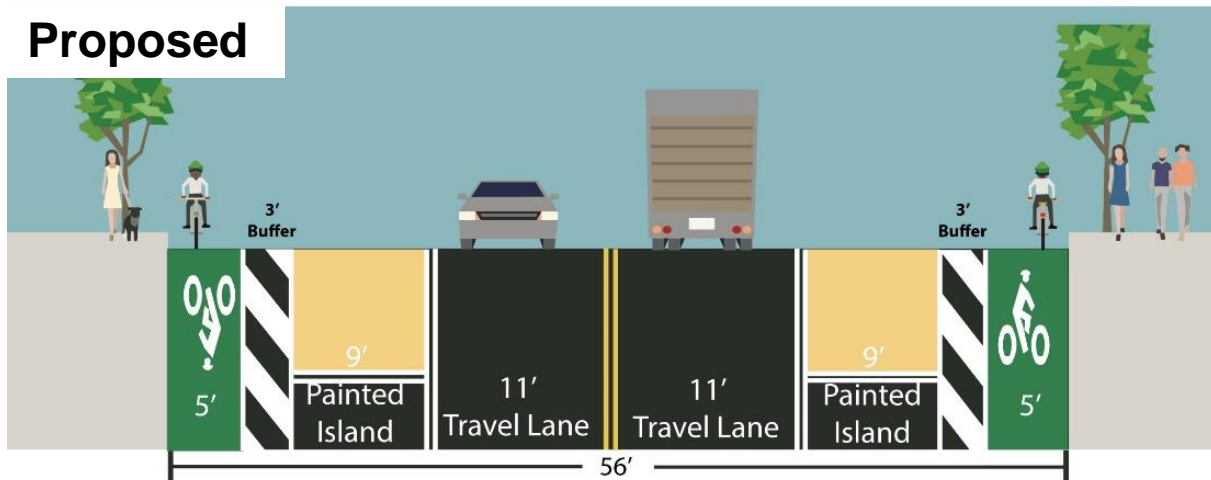 Proposed
3'
Buffer
3'
Buffer
9'
Painted
Island
5'
11'
Travel Lane
11'
Travel Lane
9'
Painted
Island
5'
56'